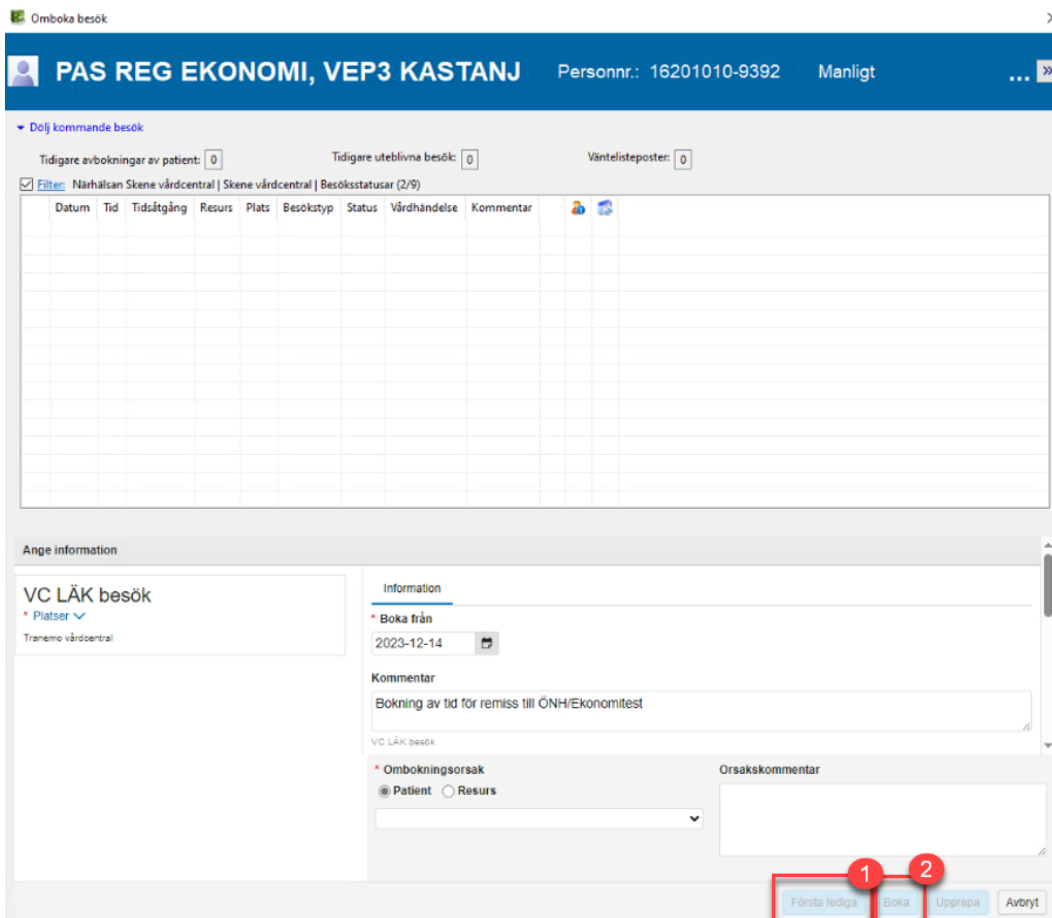 Omboka besök
PAS REG EKONOMI, VEP3 KASTANJ Personnr.: 16201010-9392 Manligt ... »
Dölj kommande besök
Tidigare avbokningar av patient: 0 Tidigare uteblivna besök: 0 Väntelisteposter: 0
Filter: Närhälsan Skene vårdcentral | Skene vårdcentral | Besöksstatusar (2/9)
Datum Tid Tidsåtgång Resurs Plats Besökstyp Status Vårdhändelse Kommentar
Ange information
VC LÄK besök
* Platser
Tranemo vårdcentral
Information
* Boka från
2023-12-14
Kommentar
Bokning av tid för remiss till ÖNH/Ekonomitest
VC LÄK besök
* Ombokningsorsak Orsakskommentar
Patient Resurs
1 2
Första lediga Boka Upprepa Avbryt